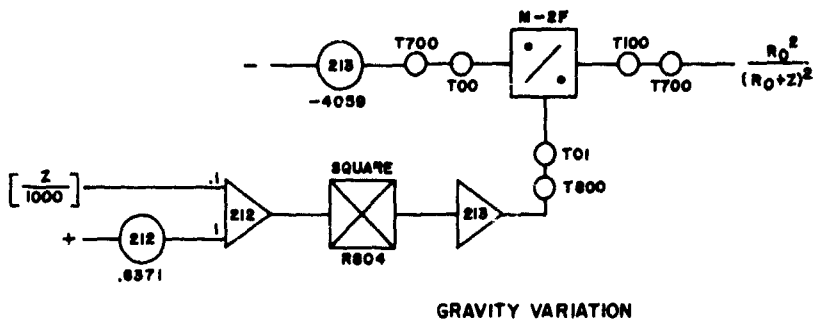 M-2F
T700
T100
R₀²
(R₀+Z)²
-
213
T00
T700
-4059
T01
T800
SQUARE
[Z
1000]
.1
212
213
+
212
1
.6371
R804
GRAVITY VARIATION